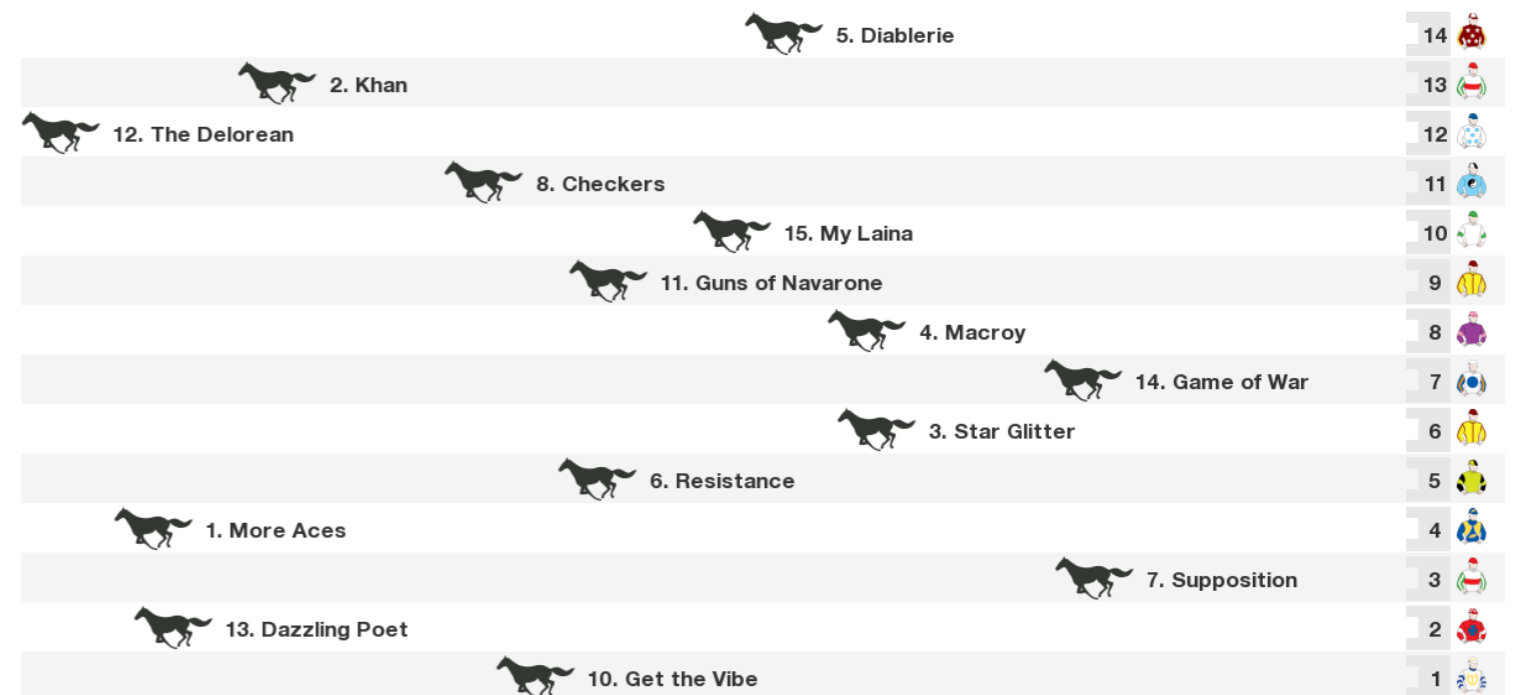 5. Diablerie 14
2. Khan 13
12. The Delorean 12
8. Checkers 11
15. My Laina 10
11. Guns of Navarone 9
4. Macroy 8
14. Game of War 7
3. Star Glitter 6
6. Resistance 5
1. More Aces 4
7. Supposition 3
13. Dazzling Poet 2
10. Get the Vibe 1